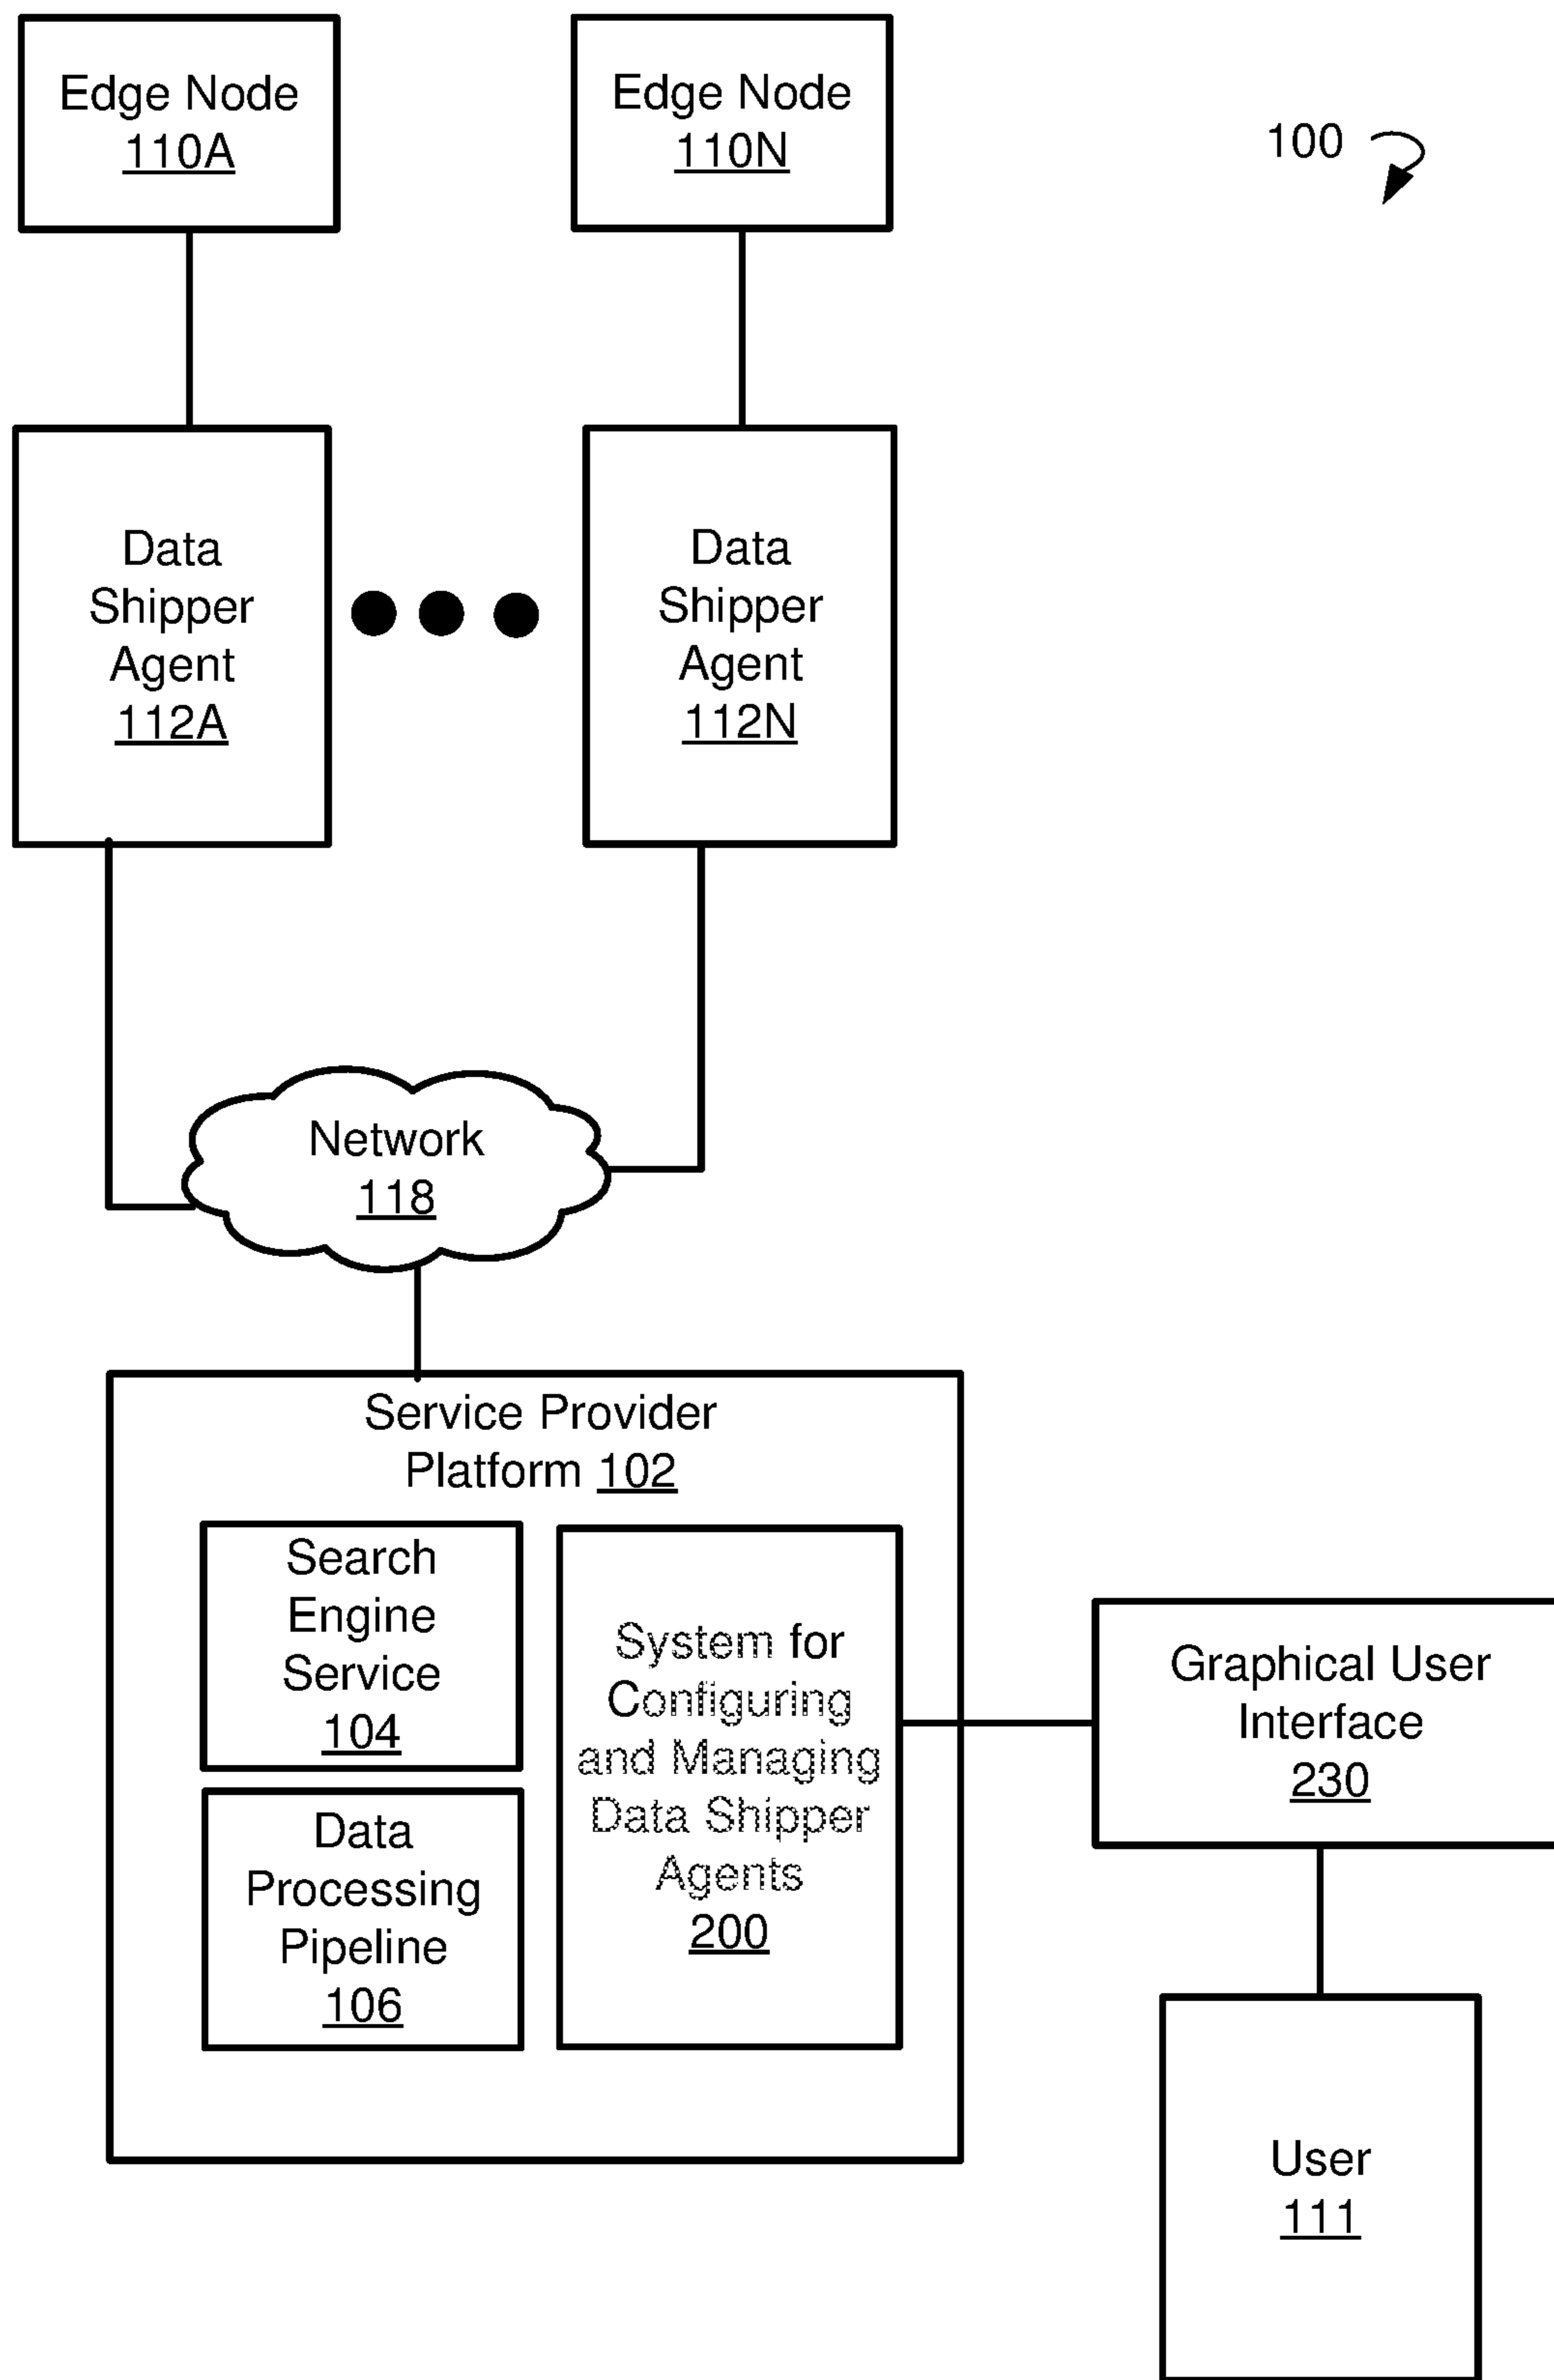 Edge Node
110A
Edge Node
110N
100
Data
Shipper
Agent
112A
Data
Shipper
Agent
112N
Network
118
Service Provider
Platform 102
Search
Engine
Service
104
System for
Configuring
and Managing
Data Shipper
Agents
200
Data
Processing
Pipeline
106
Graphical User
Interface
230
User
111